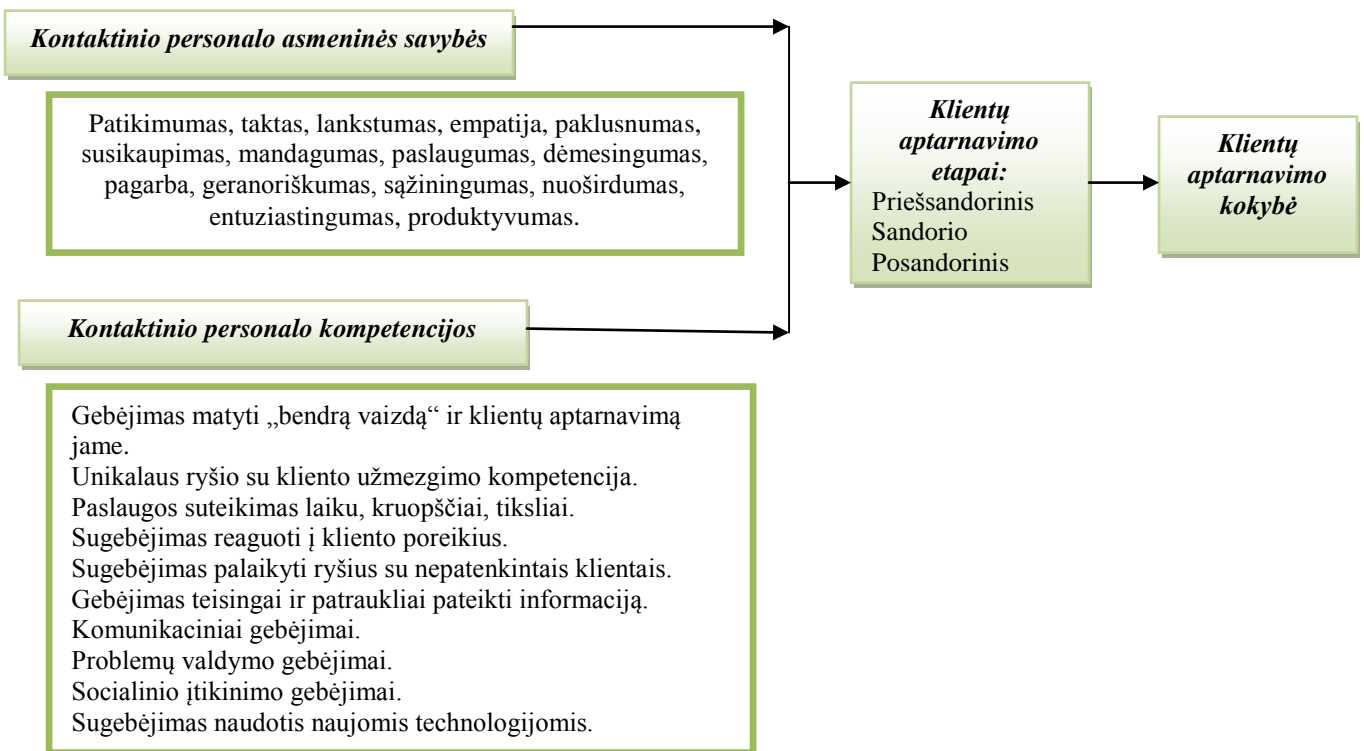 Kontaktinio personalo asmeninės savybės
Patikimumas, taktas, lankstumas, empatija, paklusnumas,
susikaupimas, mandagumas, paslaugumas, dėmesingumas,
pagarba, geranoriškumas, sąžiningumas, nuoširdumas,
entuziastingumas, produktyvumas.
Kontaktinio personalo kompetencijos
Gebėjimas matyti „bendrą vaizdą“ ir klientų aptarnavimą
jame.
Unikalaus ryšio su kliento užmezgimo kompetencija.
Paslaugos suteikimas laiku, kruopščiai, tiksliai.
Sugebėjimas reaguoti į kliento poreikius.
Sugebėjimas palaikyti ryšius su nepatenkintais klientais.
Gebėjimas teisingai ir patraukliai pateikti informaciją.
Komunikaciniai gebėjimai.
Problemų valdymo gebėjimai.
Socialinio įtikinimo gebėjimai.
Sugebėjimas naudotis naujomis technologijomis.
Klientų
aptarnavimo
etapai:
Priešsandorinis
Sandorio
Posandorinis
Klientų
aptarnavimo
kokybė